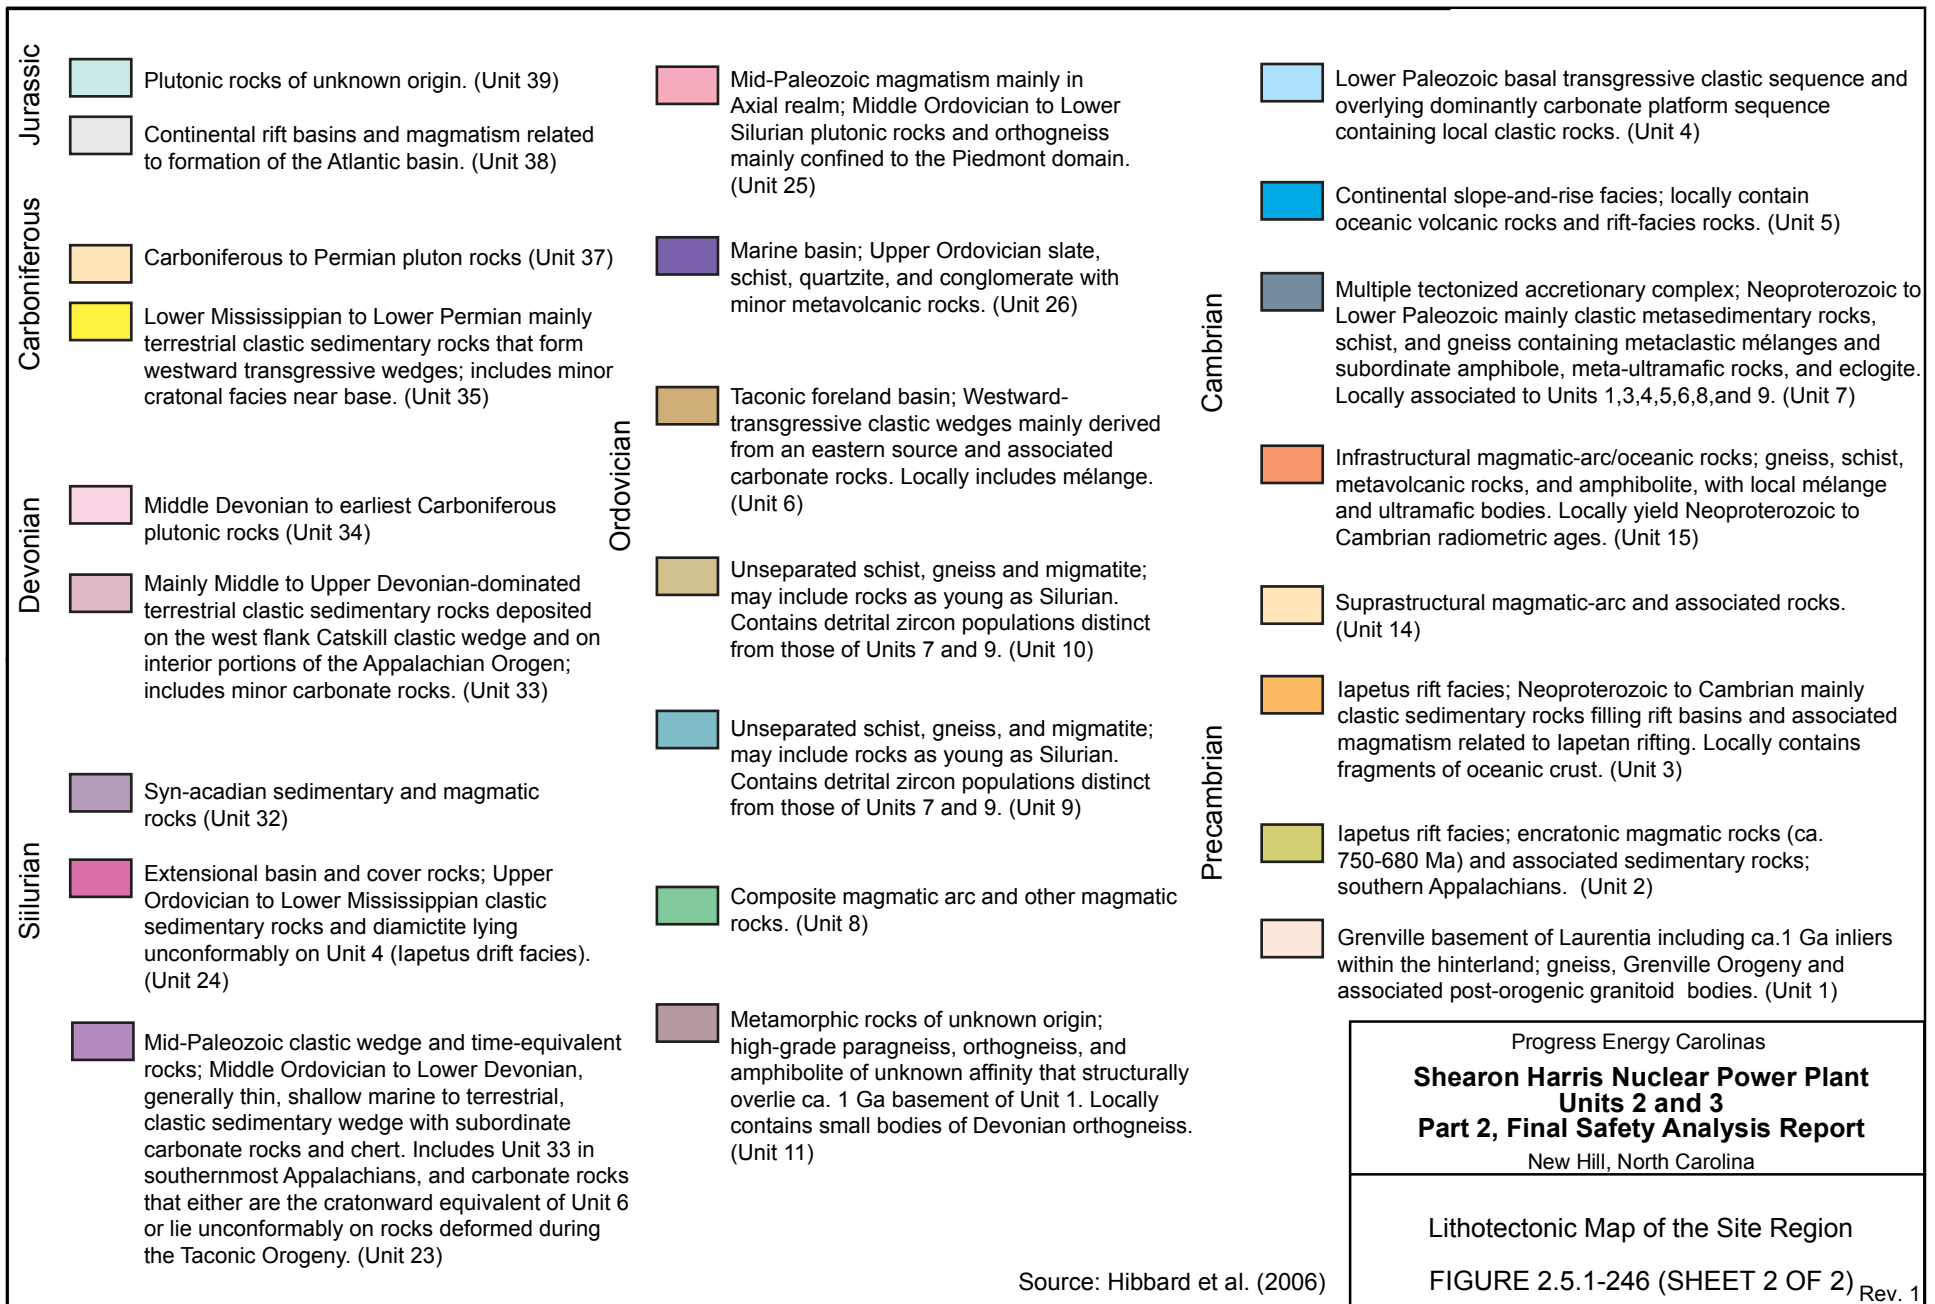 Jurassic
Plutonic rocks of unknown origin. (Unit 39)
Continental rift basins and magmatism related
to formation of the Atlantic basin. (Unit 38)
Carboniferous
Carboniferous to Permian pluton rocks (Unit 37)
Lower Mississippian to Lower Permian mainly
terrestrial clastic sedimentary rocks that form
westward transgressive wedges; includes minor
cratonal facies near base. (Unit 35)
Devonian
Middle Devonian to earliest Carboniferous
plutonic rocks (Unit 34)
Mainly Middle to Upper Devonian-dominated
terrestrial clastic sedimentary rocks deposited
on the west flank Catskill clastic wedge and on
interior portions of the Appalachian Orogen;
includes minor carbonate rocks. (Unit 33)
Siilurian
Syn-acadian sedimentary and magmatic
rocks (Unit 32)
Extensional basin and cover rocks; Upper
Ordovician to Lower Mississippian clastic
sedimentary rocks and diamictite lying
unconformably on Unit 4 (Iapetus drift facies).
(Unit 24)
Mid-Paleozoic clastic wedge and time-equivalent
rocks; Middle Ordovician to Lower Devonian,
generally thin, shallow marine to terrestrial,
clastic sedimentary wedge with subordinate
carbonate rocks and chert. Includes Unit 33 in
southernmost Appalachians, and carbonate rocks
that either are the cratonward equivalent of Unit 6
or lie unconformably on rocks deformed during
the Taconic Orogeny. (Unit 23)
Ordovician
Mid-Paleozoic magmatism mainly in
Axial realm; Middle Ordovician to Lower
Silurian plutonic rocks and orthogneiss
mainly confined to the Piedmont domain.
(Unit 25)
Marine basin; Upper Ordovician slate,
schist, quartzite, and conglomerate with
minor metavolcanic rocks. (Unit 26)
Taconic foreland basin; Westward-
transgressive clastic wedges mainly derived
from an eastern source and associated
carbonate rocks. Locally includes mélange.
(Unit 6)
Unseparated schist, gneiss and migmatite;
may include rocks as young as Silurian.
Contains detrital zircon populations distinct
from those of Units 7 and 9. (Unit 10)
Unseparated schist, gneiss, and migmatite;
may include rocks as young as Silurian.
Contains detrital zircon populations distinct
from those of Units 7 and 9. (Unit 9)
Composite magmatic arc and other magmatic
rocks. (Unit 8)
Metamorphic rocks of unknown origin;
high-grade paragneiss, orthogneiss, and
amphibolite of unknown affinity that structurally
overlie ca. 1 Ga basement of Unit 1. Locally
contains small bodies of Devonian orthogneiss.
(Unit 11)
Cambrian
Lower Paleozoic basal transgressive clastic sequence and
overlying dominantly carbonate platform sequence
containing local clastic rocks. (Unit 4)
Continental slope-and-rise facies; locally contain
oceanic volcanic rocks and rift-facies rocks. (Unit 5)
Multiple tectonized accretionary complex; Neoproterozoic to
Lower Paleozoic mainly clastic metasedimentary rocks,
schist, and gneiss containing metaclastic mélanges and
subordinate amphibole, meta-ultramafic rocks, and eclogite.
Locally associated to Units 1,3,4,5,6,8,and 9. (Unit 7)
Infrastructural magmatic-arc/oceanic rocks; gneiss, schist,
metavolcanic rocks, and amphibolite, with local mélange
and ultramafic bodies. Locally yield Neoproterozoic to
Cambrian radiometric ages. (Unit 15)
Precambrian
Suprastructural magmatic-arc and associated rocks.
(Unit 14)
Iapetus rift facies; Neoproterozoic to Cambrian mainly
clastic sedimentary rocks filling rift basins and associated
magmatism related to Iapetan rifting. Locally contains
fragments of oceanic crust. (Unit 3)
Iapetus rift facies; encratonic magmatic rocks (ca.
750-680 Ma) and associated sedimentary rocks;
southern Appalachians. (Unit 2)
Grenville basement of Laurentia including ca.1 Ga inliers
within the hinterland; gneiss, Grenville Orogeny and
associated post-orogenic granitoid bodies. (Unit 1)
Source: Hibbard et al. (2006)
Progress Energy Carolinas
Shearon Harris Nuclear Power Plant
Units 2 and 3
Part 2, Final Safety Analysis Report
New Hill, North Carolina
Lithotectonic Map of the Site Region
FIGURE 2.5.1-246 (SHEET 2 OF 2) Rev. 1